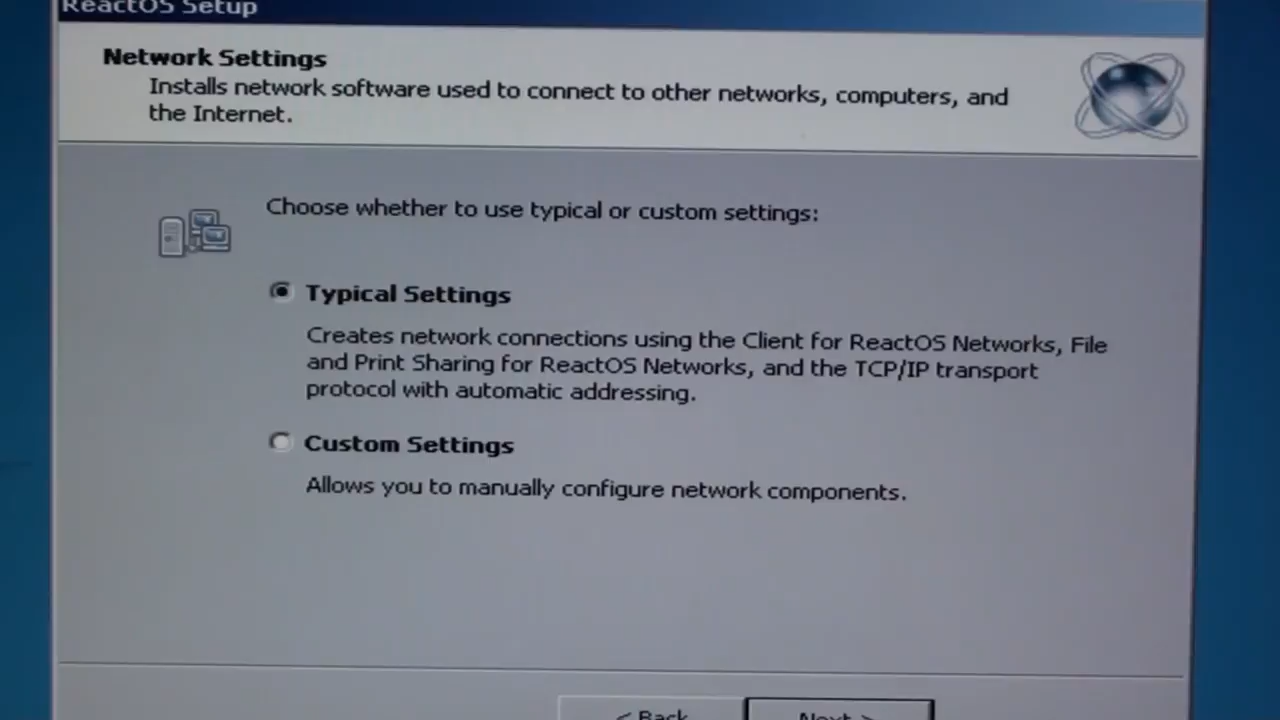 ReactOS Setup
Network Settings
Installs network software used to connect to other networks, computers, and
the Internet.
Choose whether to use typical or custom settings:
Typical Settings
Creates network connections using the Client for ReactOS Networks, File
and Print Sharing for ReactOS Networks, and the TCP/IP transport
protocol with automatic addressing.
Custom Settings
Allows you to manually configure network components.
< Back
Next >